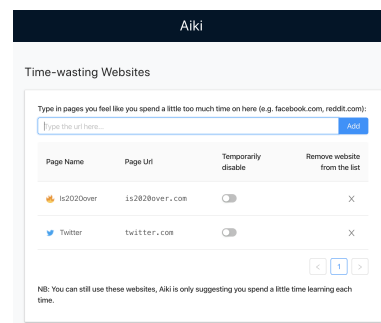 Aiki
Time-wasting Websites
Type in pages you feel like you spend a little too much time on here (e.g. facebook.com, reddit.com):
Type the url here...
Add
Page Name Page Url Temporarily disable Remove website from the list
Is2020over is2020over.com X
Twitter twitter.com X
< 1 >
NB: You can still use these websites, Aiki is only suggesting you spend a little time learning each
time.